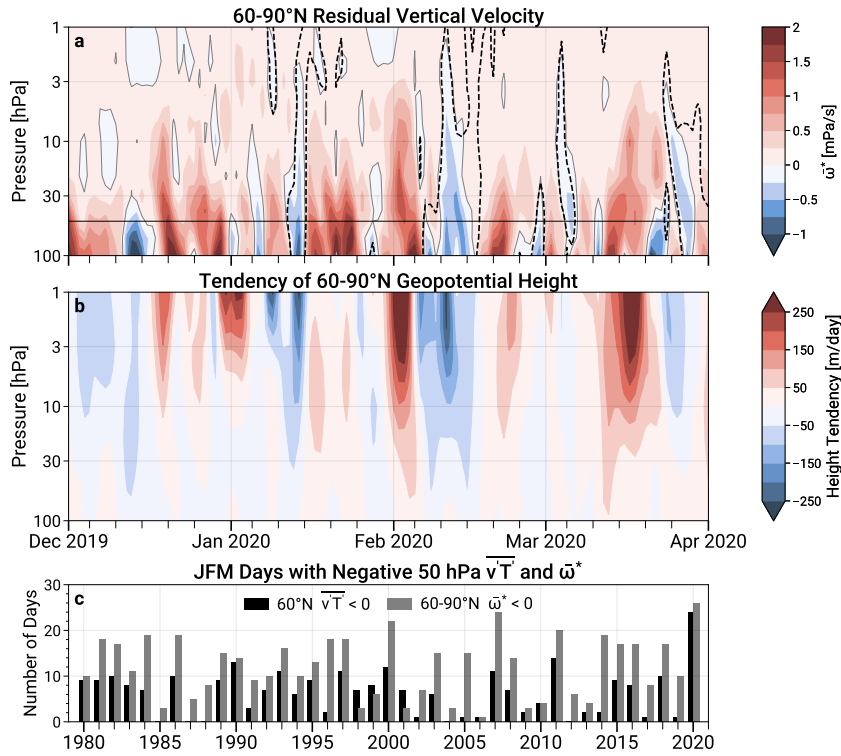 60-90°N Residual Vertical Velocity
a
1
3
10
30
100
Pressure [hPa]
2
1.5
1
0.5
0
−0.5
−1
ω̄* [mPa/s]
Tendency of 60-90°N Geopotential Height
b
1
3
10
30
100
Pressure [hPa]
250
150
50
−50
−150
−250
Height Tendency [m/day]
Dec 2019 Jan 2020 Feb 2020 Mar 2020 Apr 2020
JFM Days with Negative 50 hPa v'T' and ω̄*
c
60°N v'T' < 0 60-90°N ω̄* < 0
30
20
10
0
Number of Days
1980 1985 1990 1995 2000 2005 2010 2015 2020